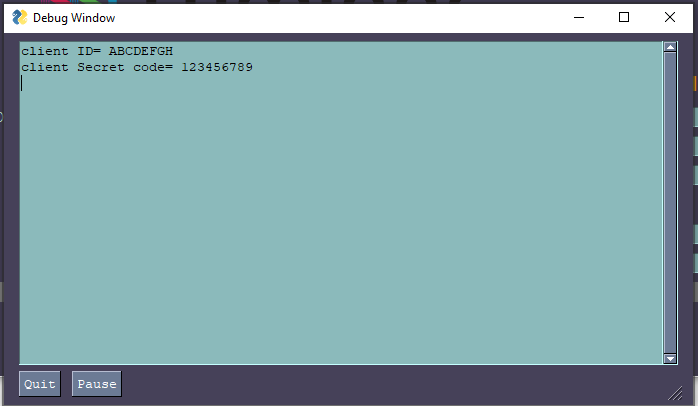 Debug Window
client ID= ABCDEFGH
client Secret code= 123456789
Quit Pause